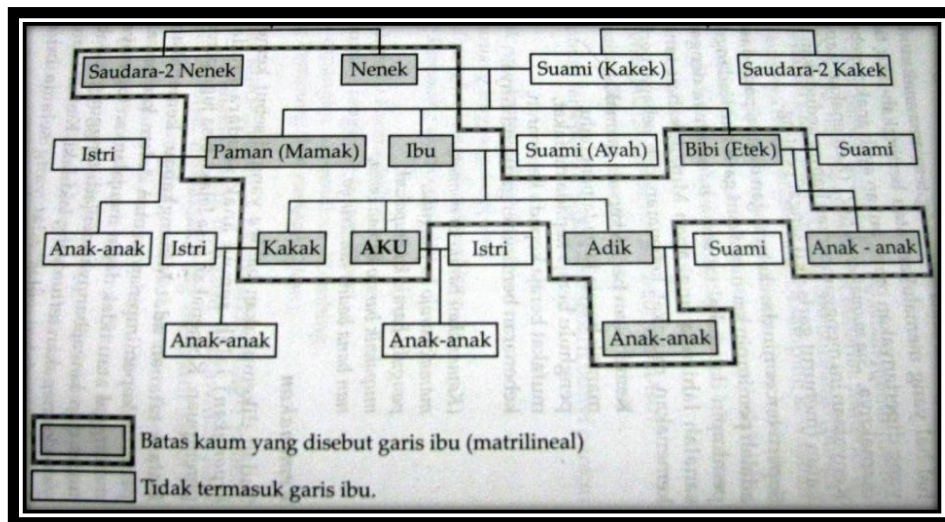 Saudara-2 Nenek Nenek Suami (Kakek) Saudara-2 Kakek
Istri Paman (Mamak) Ibu Suami (Ayah) Bibi (Etek) Suami
Anak-anak Istri Kakak AKU Istri Adik Suami Anak - anak
Anak-anak Anak-anak Anak-anak
Batas kaum yang disebut garis ibu (matrilineal)
Tidak termasuk garis ibu.